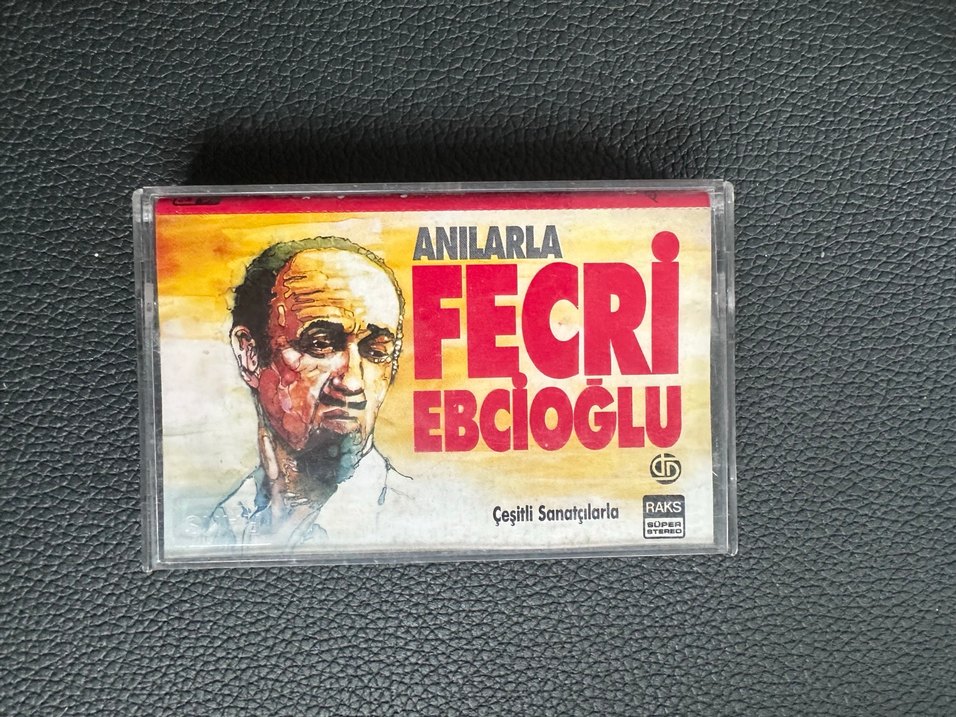 ANILARLA
FECRİ
EBCİOĞLU
Çeşitli Sanatçılarla
RAKS
SÜPER
STEREO